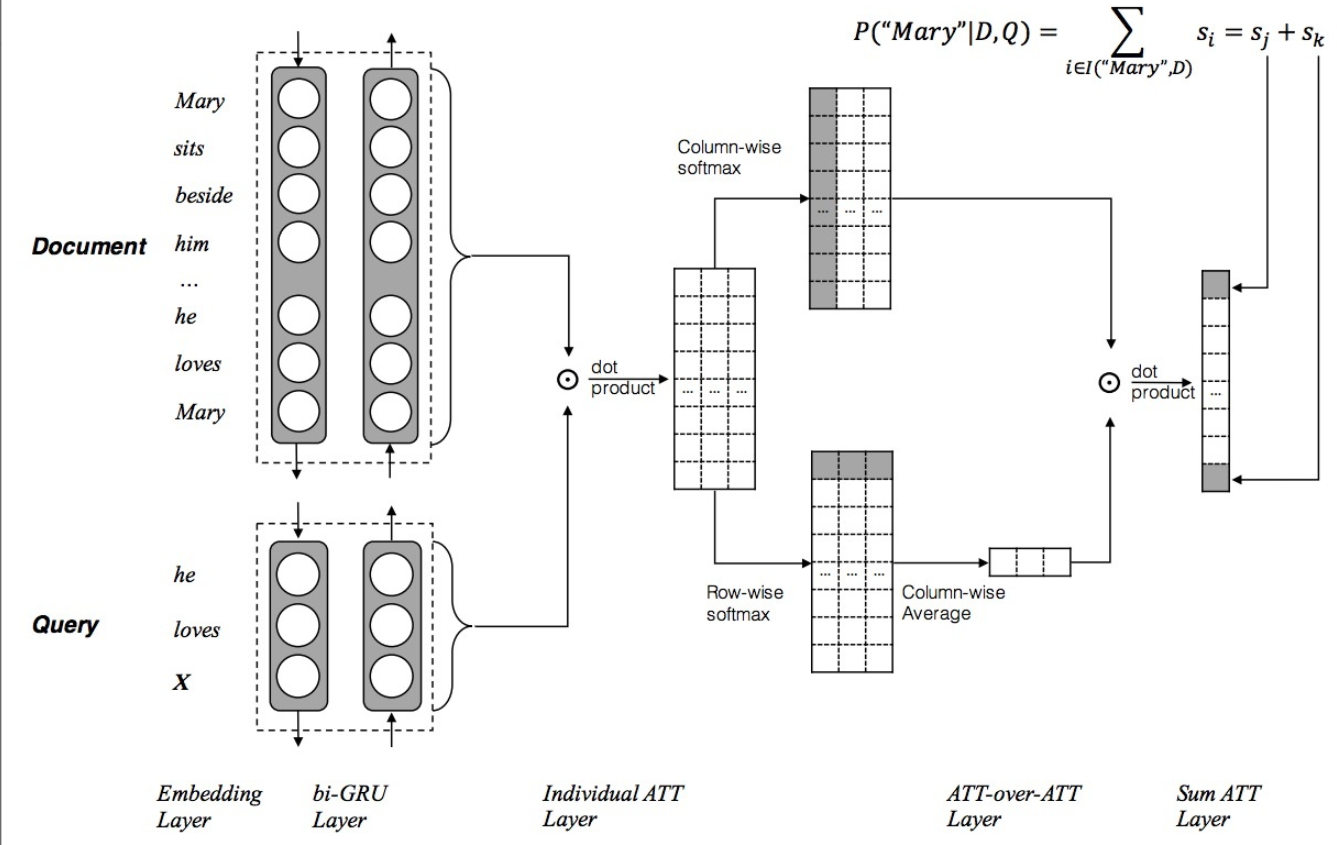 P(“Mary”|D,Q) = ∑ s_i = s_j + s_k
i∈I(“Mary”,D)
Document
Mary
sits
beside
him
...
he
loves
Mary
Query
he
loves
X
dot
product
Column-wise
softmax
... ... ...
... ... ...
Row-wise
softmax
... ... ...
Column-wise
Average
dot
product
...
Embedding
Layer
bi-GRU
Layer
Individual ATT
Layer
ATT-over-ATT
Layer
Sum ATT
Layer